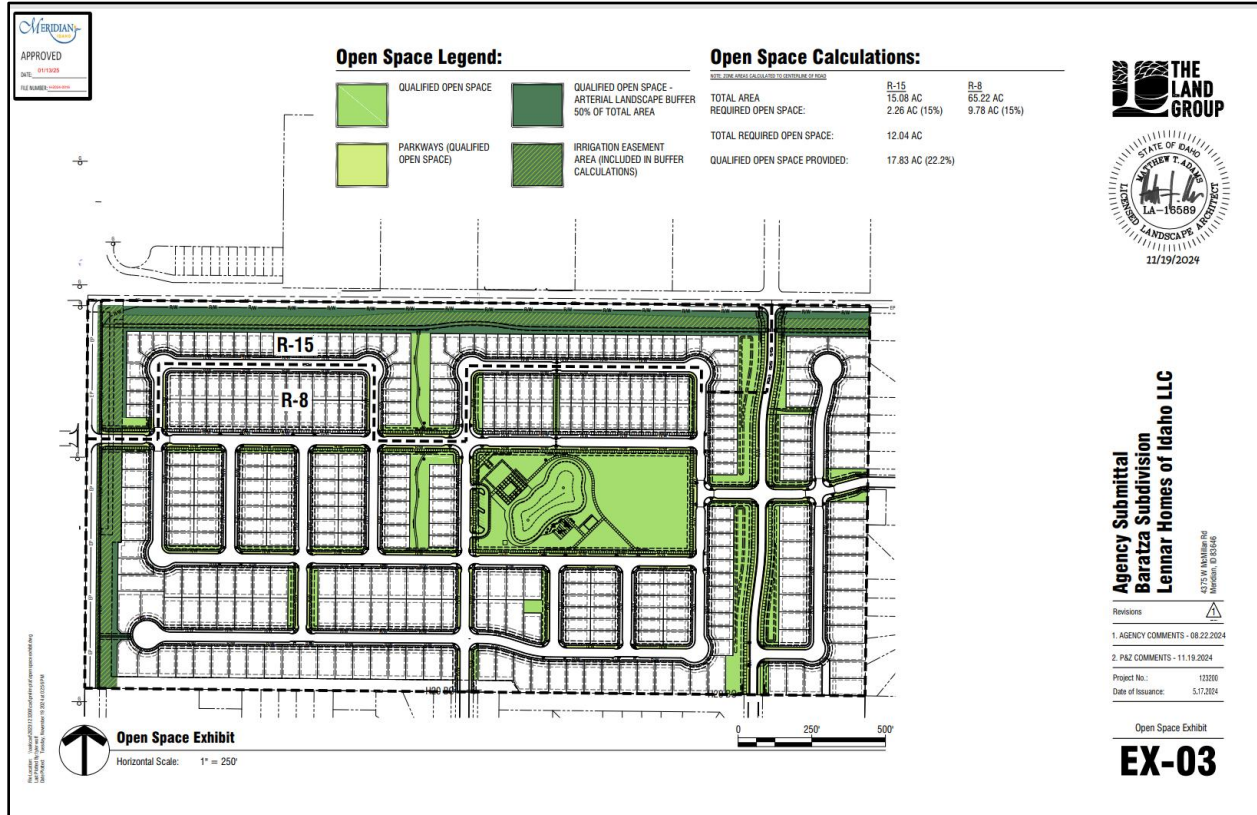 MERIDIAN
IDAHO
APPROVED
DATE: 01/13/25
FILE NUMBER:
Open Space Legend:
QUALIFIED OPEN SPACE
QUALIFIED OPEN SPACE -
ARTERIAL LANDSCAPE BUFFER
50% OF TOTAL AREA
PARKWAYS (QUALIFIED
OPEN SPACE)
IRRIGATION EASEMENT
AREA (INCLUDED IN BUFFER
CALCULATIONS)
Open Space Calculations:
NOTE: ZONE AREAS CALCULATED TO CENTERLINE OF ROAD
R-15 R-8
TOTAL AREA 15.08 AC 65.22 AC
REQUIRED OPEN SPACE: 2.26 AC (15%) 9.78 AC (15%)
TOTAL REQUIRED OPEN SPACE: 12.04 AC
QUALIFIED OPEN SPACE PROVIDED: 17.83 AC (22.2%)
THE
LAND
GROUP
STATE OF IDAHO
MATTHEW T. ADAMS
LA-16589
LICENSED LANDSCAPE ARCHITECT
11/19/2024
R-15
R-8
Agency Submittal
Baratza Subdivision
Lennar Homes of Idaho LLC
4375 W McMillan Rd
Meridian, ID 83646
Revisions
1. AGENCY COMMENTS - 08.22.2024
2. P&Z COMMENTS - 11.19.2024
Project No.: 123200
Date of Issuance: 5.17.2024
Open Space Exhibit
EX-03
Open Space Exhibit
Horizontal Scale: 1" = 250'
0 250' 500'